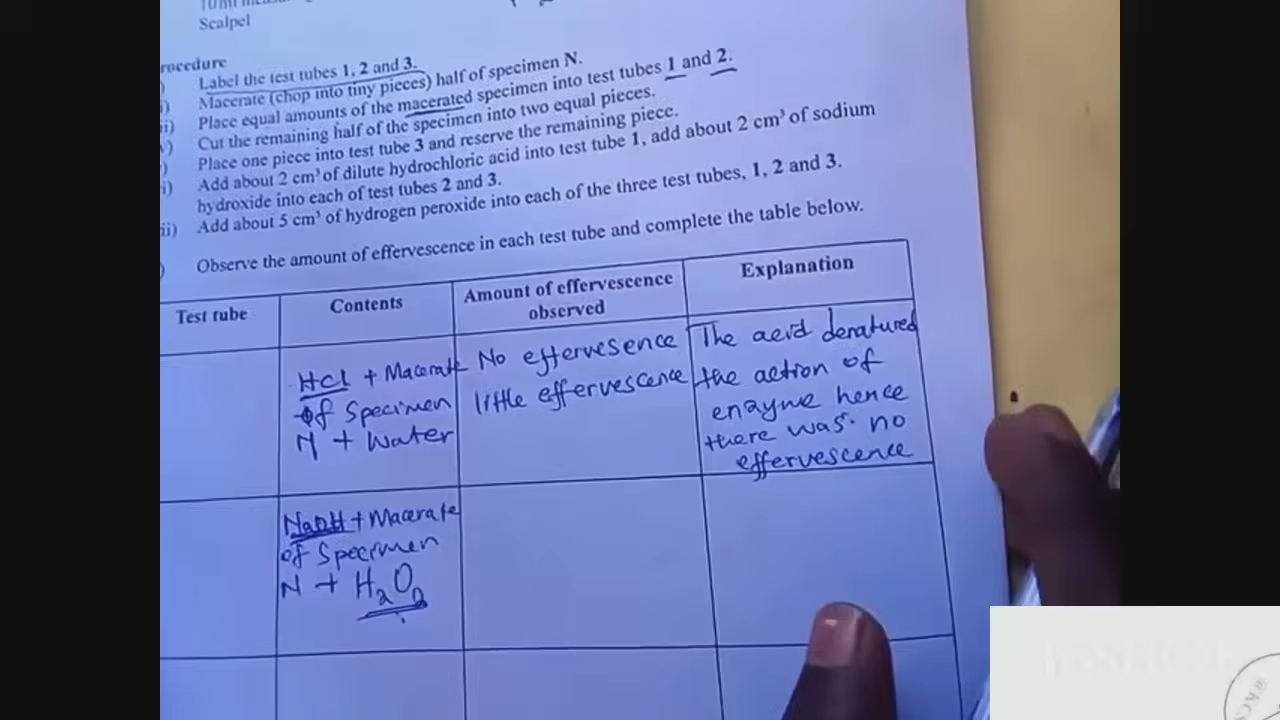 Scalpel
rocedure
Label the test tubes 1, 2 and 3.
i) Macerate (chop into tiny pieces) half of specimen N.
ii) Place equal amounts of the macerated specimen into test tubes 1 and 2.
v) Cut the remaining half of the specimen into two equal pieces.
) Place one piece into test tube 3 and reserve the remaining piece.
i) Add about 2 cm³ of dilute hydrochloric acid into test tube 1, add about 2 cm³ of sodium
hydroxide into each of test tubes 2 and 3.
ii) Add about 5 cm³ of hydrogen peroxide into each of the three test tubes, 1, 2 and 3.
) Observe the amount of effervescence in each test tube and complete the table below.
Test tube
Contents
Amount of effervescence
observed
Explanation
HCl + Macerate
of Specimen
N + Water
No effervesence
little effervescence
The acid denatured
the action of
enzyme hence
there was no
effervescence
NaOH + Macerate
of Specimen
N + H₂O₂